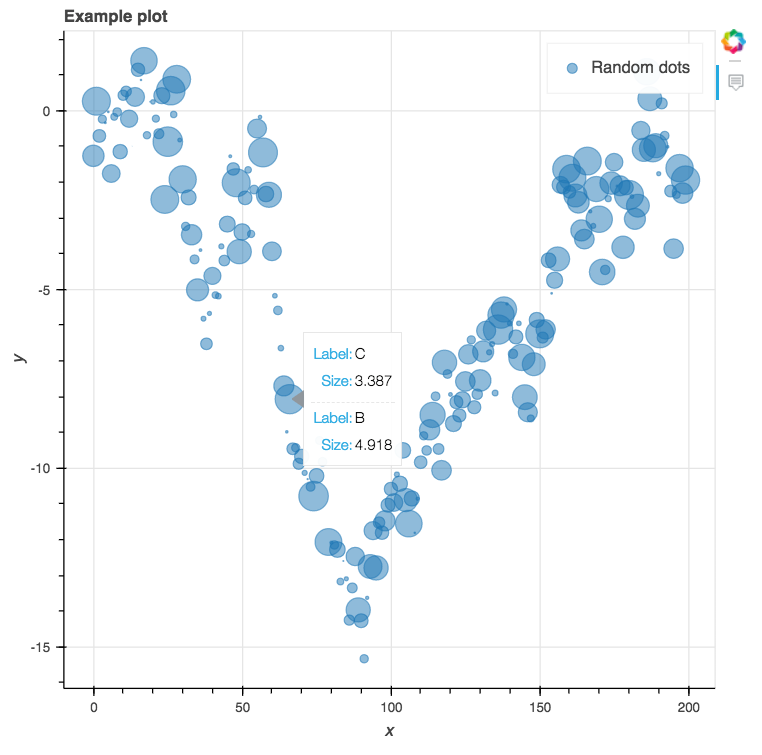 Example plot
Random dots
0
-5
-10
-15
y
Label: C
Size: 3.387
Label: B
Size: 4.918
0
50
100
150
200
x